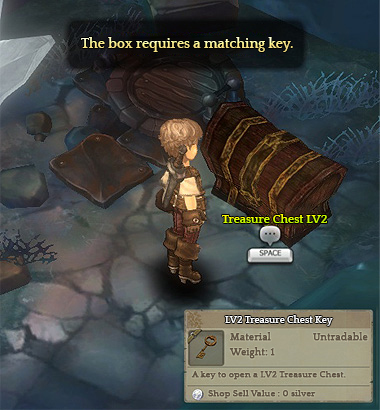 The box requires a matching key.
Treasure Chest LV2
SPACE
LV2 Treasure Chest Key
Material Untradable
Weight: 1
A key to open a LV2 Treasure Chest.
Shop Sell Value : 0 silver